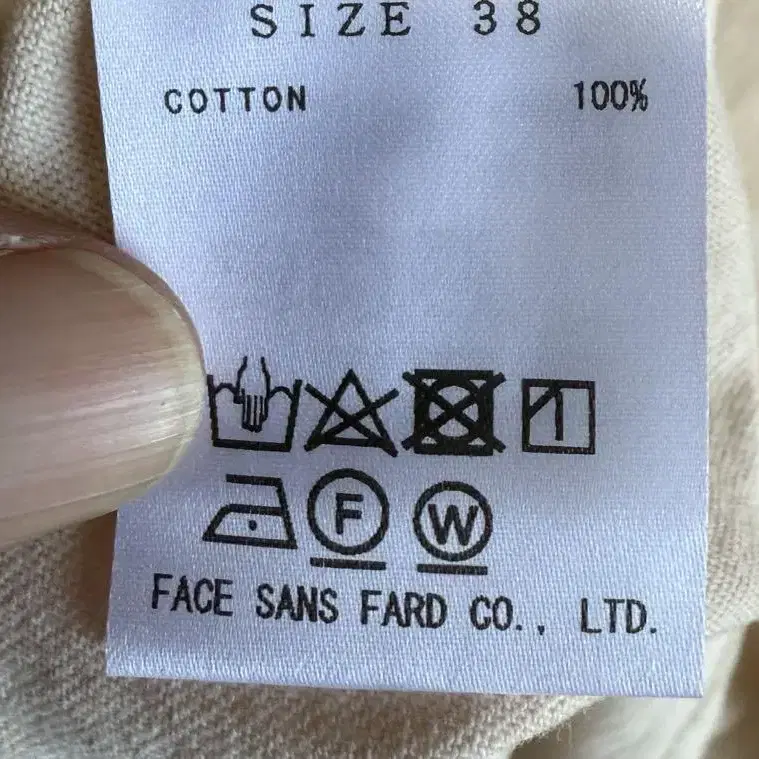 SIZE 38
COTTON 100%
F W
FACE SANS FARD CO., LTD.